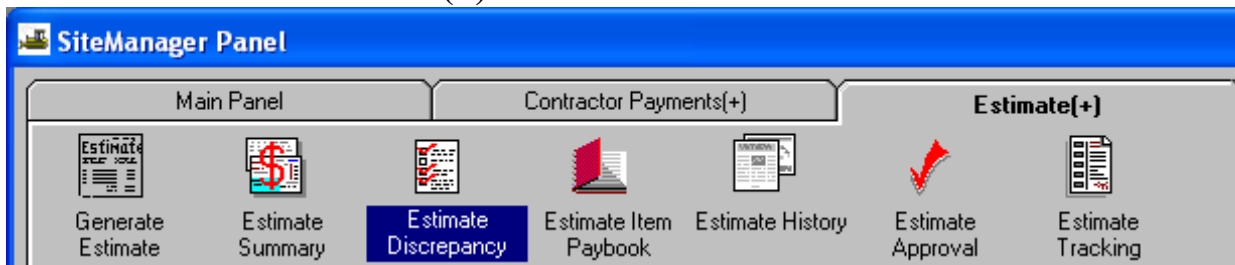 (+)
SiteManager Panel
Main Panel
Contractor Payments(+)
Estimate(+)
Estimate
Generate
Estimate
Estimate
Summary
Estimate
Discrepancy
Estimate Item
Paybook
Estimate History
Estimate
Approval
Estimate
Tracking